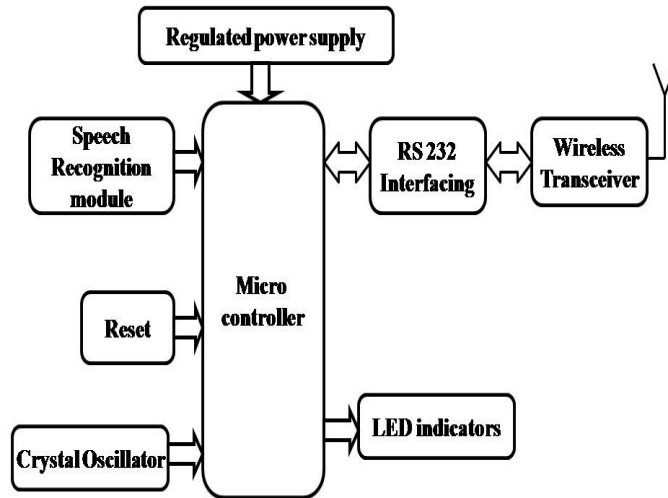 Regulated power supply
Speech
Recognition
module
RS 232
Interfacing
Wireless
Transceiver
Micro
controller
Reset
LED indicators
Crystal Oscillator